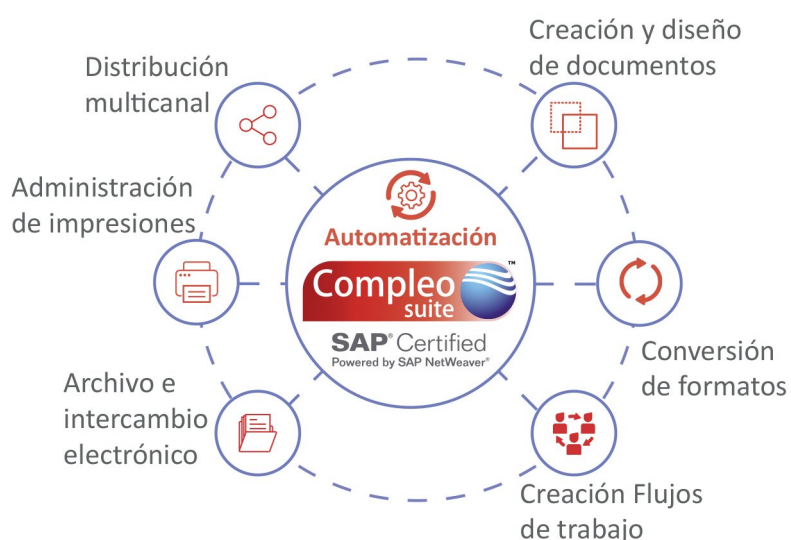 Creación y diseño
de documentos
Distribución
multicanal
Administración
de impresiones
Automatización
Compleo
suite
™
SAP® Certified
Powered by SAP NetWeaver®
Conversión
de formatos
Archivo e
intercambio
electrónico
Creación Flujos
de trabajo